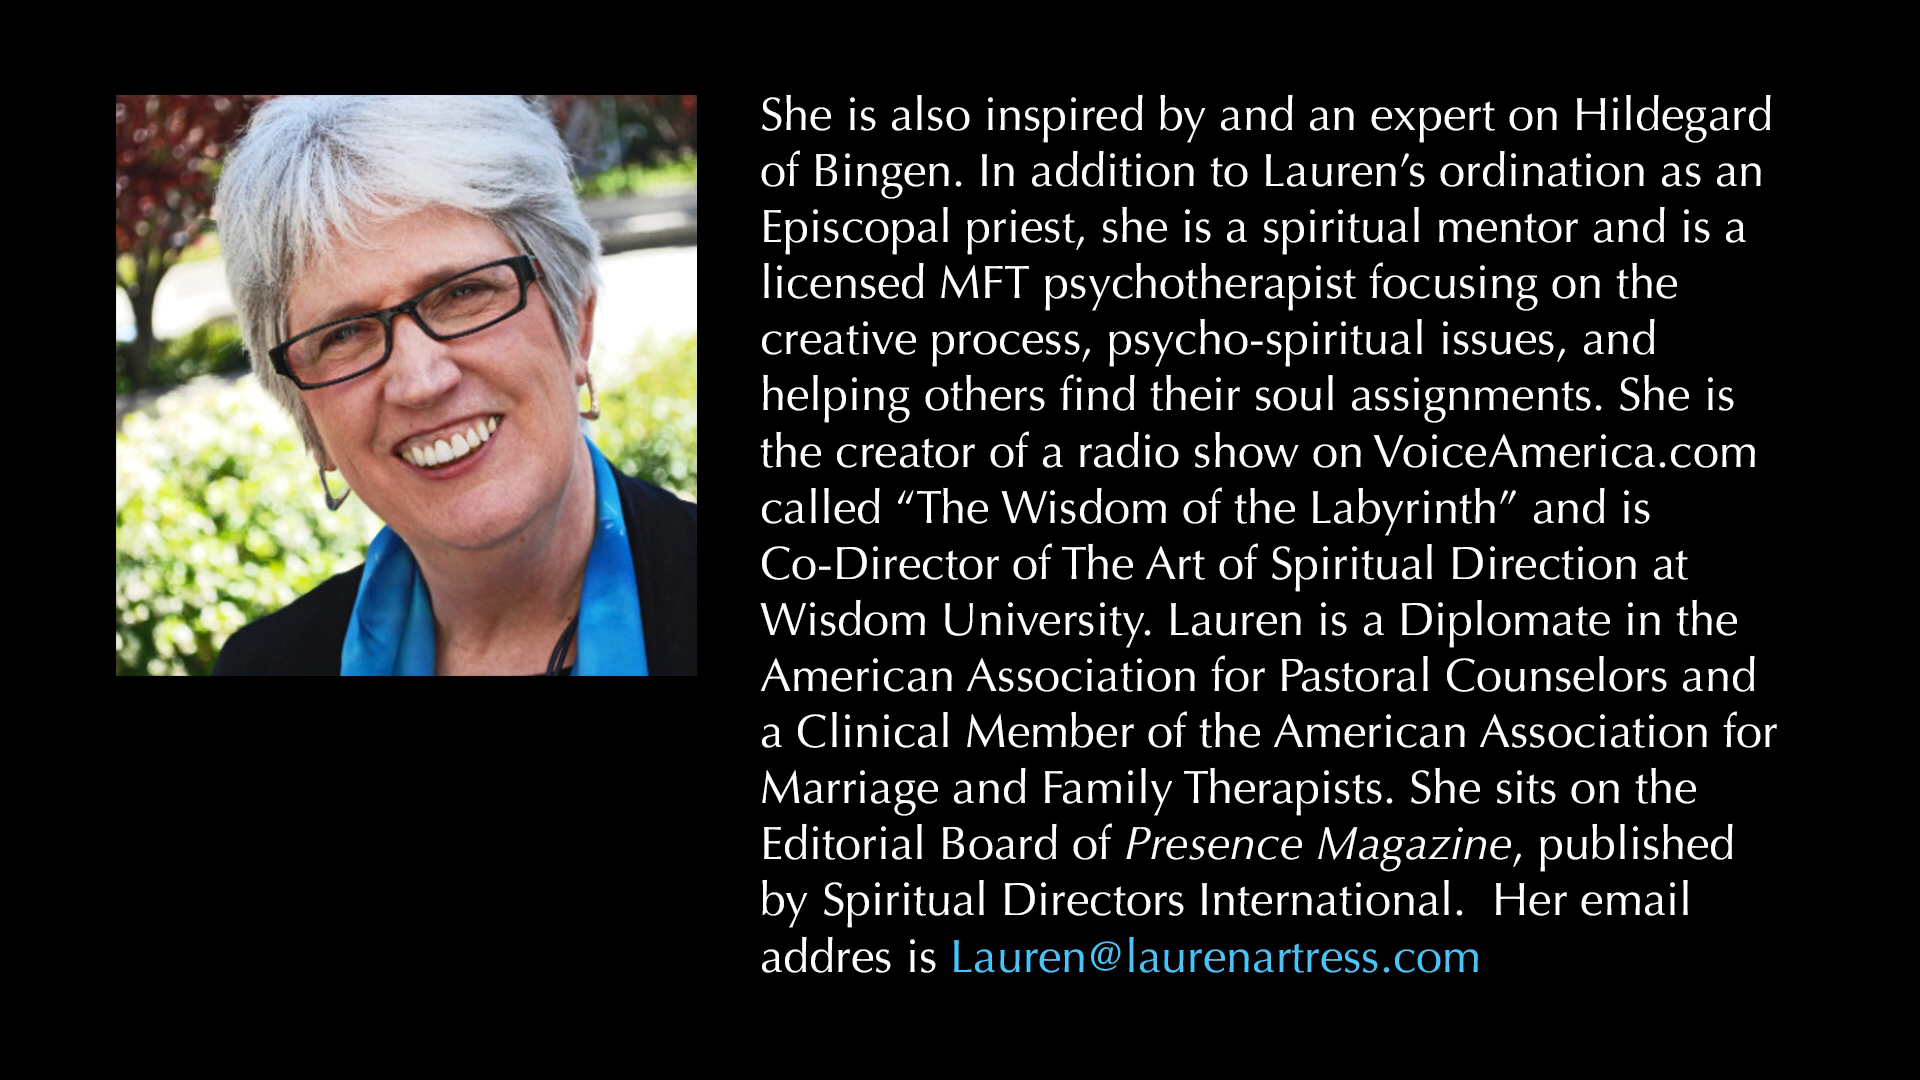 She is also inspired by and an expert on Hildegard
of Bingen. In addition to Lauren’s ordination as an
Episcopal priest, she is a spiritual mentor and is a
licensed MFT psychotherapist focusing on the
creative process, psycho-spiritual issues, and
helping others find their soul assignments. She is
the creator of a radio show on VoiceAmerica.com
called “The Wisdom of the Labyrinth” and is
Co-Director of The Art of Spiritual Direction at
Wisdom University. Lauren is a Diplomate in the
American Association for Pastoral Counselors and
a Clinical Member of the American Association for
Marriage and Family Therapists. She sits on the
Editorial Board of Presence Magazine, published
by Spiritual Directors International.  Her email
addres is Lauren@laurenartress.com